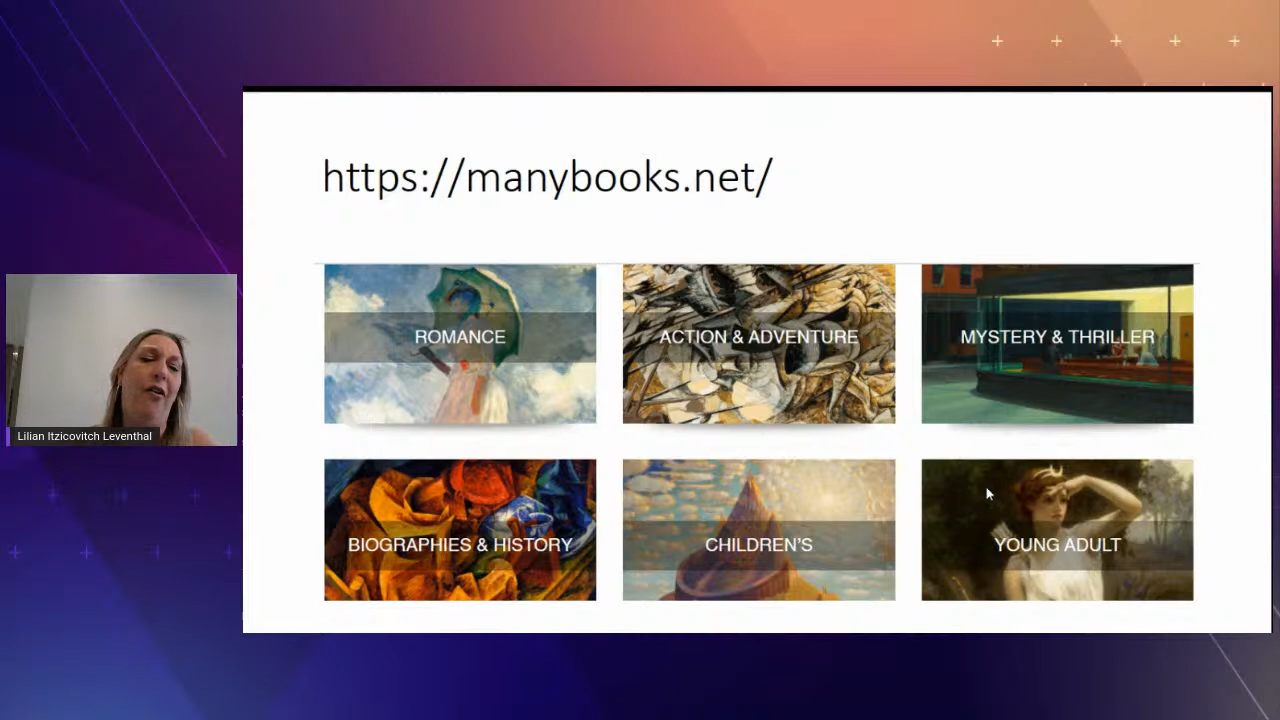 https://manybooks.net/
ROMANCE
ACTION & ADVENTURE
MYSTERY & THRILLER
BIOGRAPHIES & HISTORY
CHILDREN'S
YOUNG ADULT
Lilian Itzicovitch Leventhal